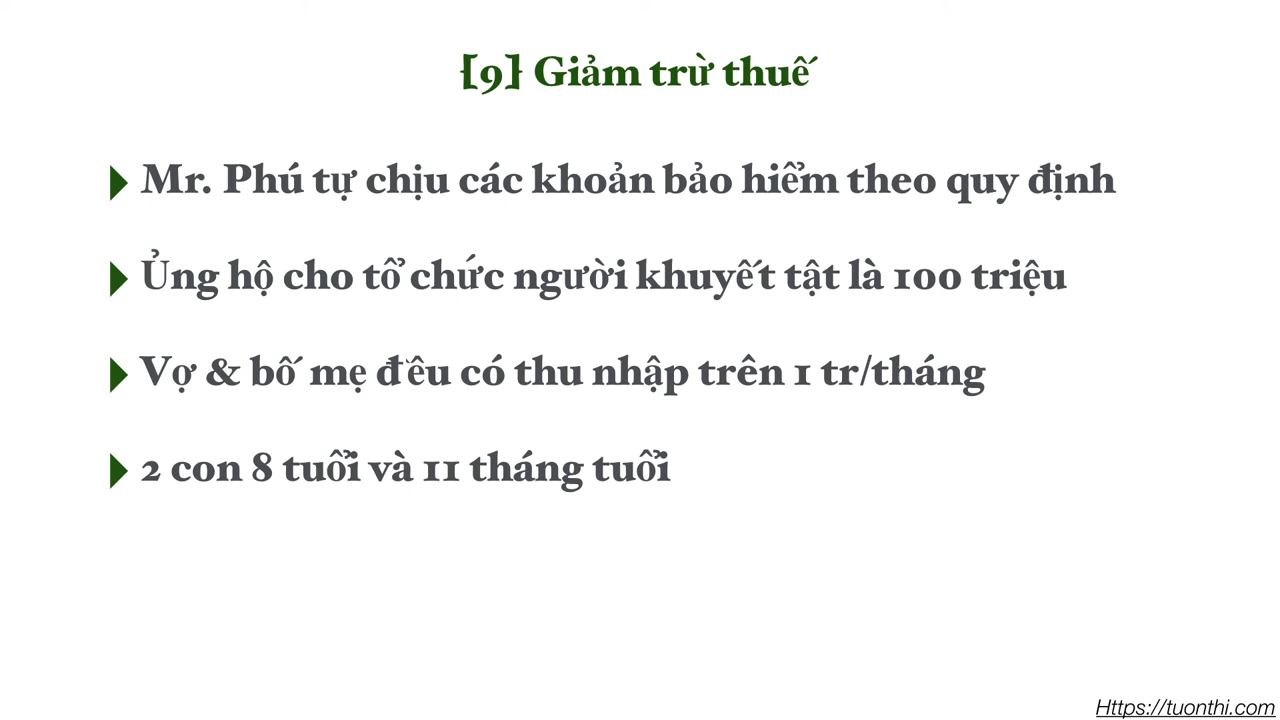 [9] Giảm trừ thuế
Mr. Phú tự chịu các khoản bảo hiểm theo quy định
Ủng hộ cho tổ chức người khuyết tật là 100 triệu
Vợ & bố mẹ đều có thu nhập trên 1 tr/tháng
2 con 8 tuổi và 11 tháng tuổi
Https://tuonthi.com